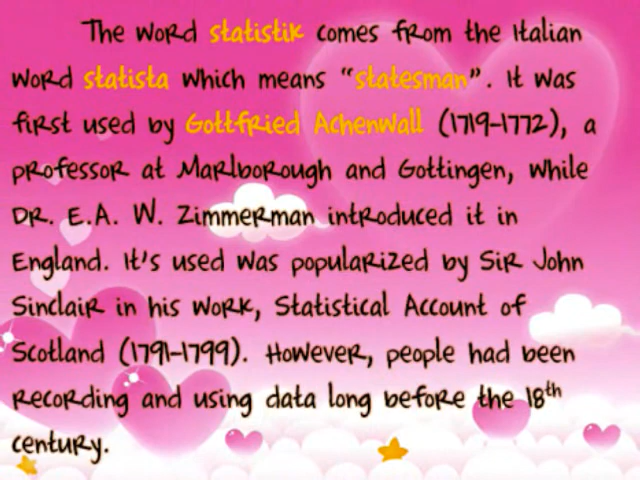 The word statistik comes from the Italian
word statista which means “statesman”. It was
first used by Gottfried Achenwall (1719-1772), a
professor at Marlborough and Gottingen, while
Dr. E.A. W. Zimmerman introduced it in
England. It's used was popularized by Sir John
Sinclair in his work, Statistical Account of
Scotland (1791-1799). However, people had been
recording and using data long before the 18th
century.